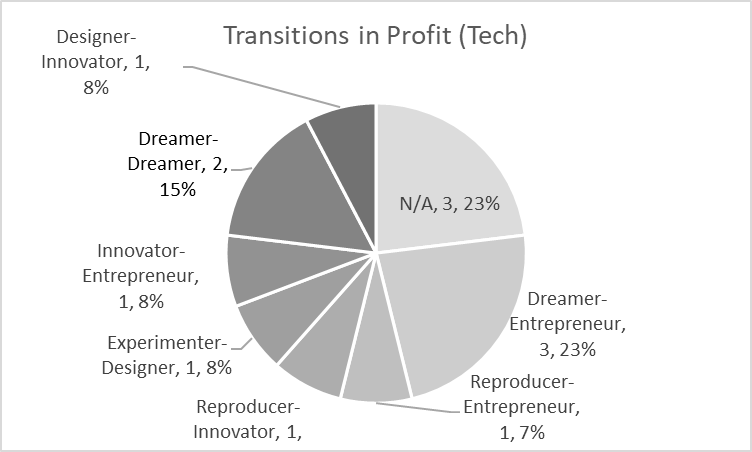 Transitions in Profit (Tech)
Designer-
Innovator, 1,
8%
Dreamer-
Dreamer, 2,
15%
N/A, 3, 23%
Innovator-
Entrepreneur,
1, 8%
Dreamer-
Entrepreneur,
3, 23%
Experimenter-
Designer, 1, 8%
Reproducer-
Entrepreneur,
1, 7%
Reproducer-
Innovator, 1,